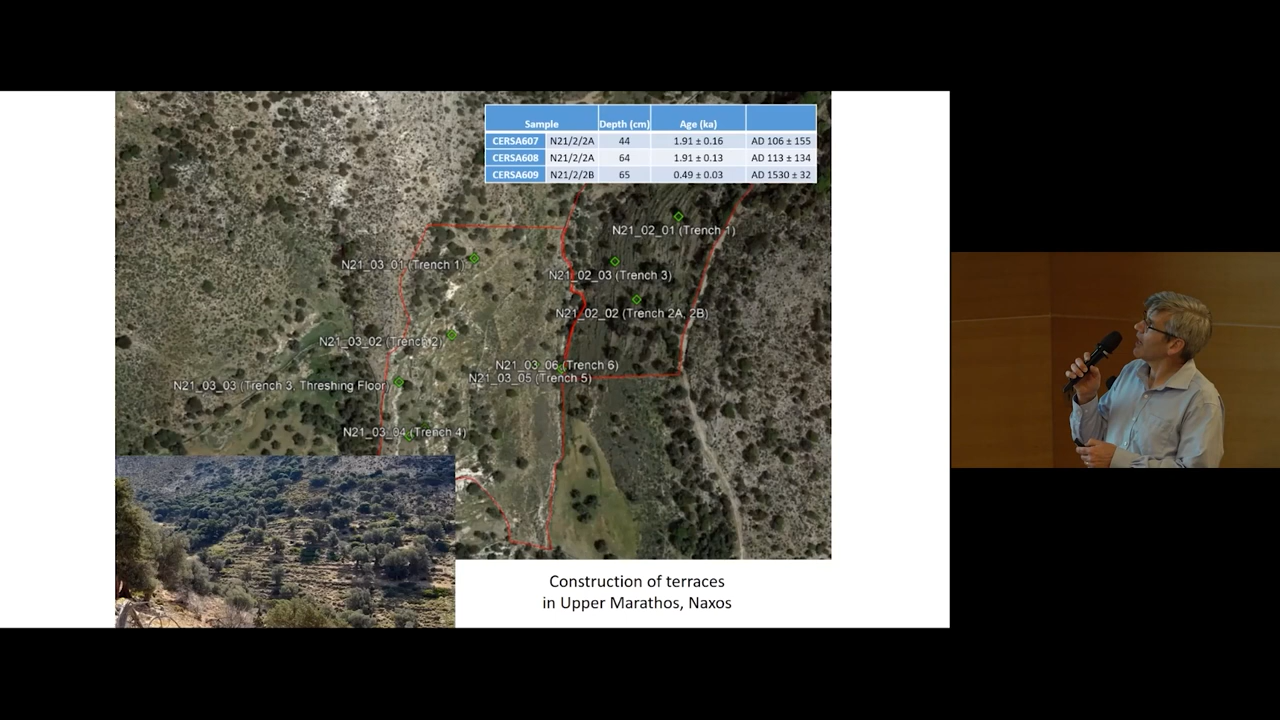 Sample Depth (cm) Age (ka)
CERSA607 N21/2/2A 44 1.91 ± 0.16 AD 106 ± 155
CERSA608 N21/2/2A 64 1.91 ± 0.13 AD 113 ± 134
CERSA609 N21/2/2B 65 0.49 ± 0.03 AD 1530 ± 32
N21_02_01 (Trench 1)
N21_03_01 (Trench 1)
N21_02_03 (Trench 3)
N21_02_02 (Trench 2A, 2B)
N21_03_02 (Trench 2)
N21_03_06 (Trench 6)
N21_03_05 (Trench 5)
N21_03_03 (Trench 3. Threshing Floor)
N21_03_04 (Trench 4)
Construction of terraces
in Upper Marathos, Naxos